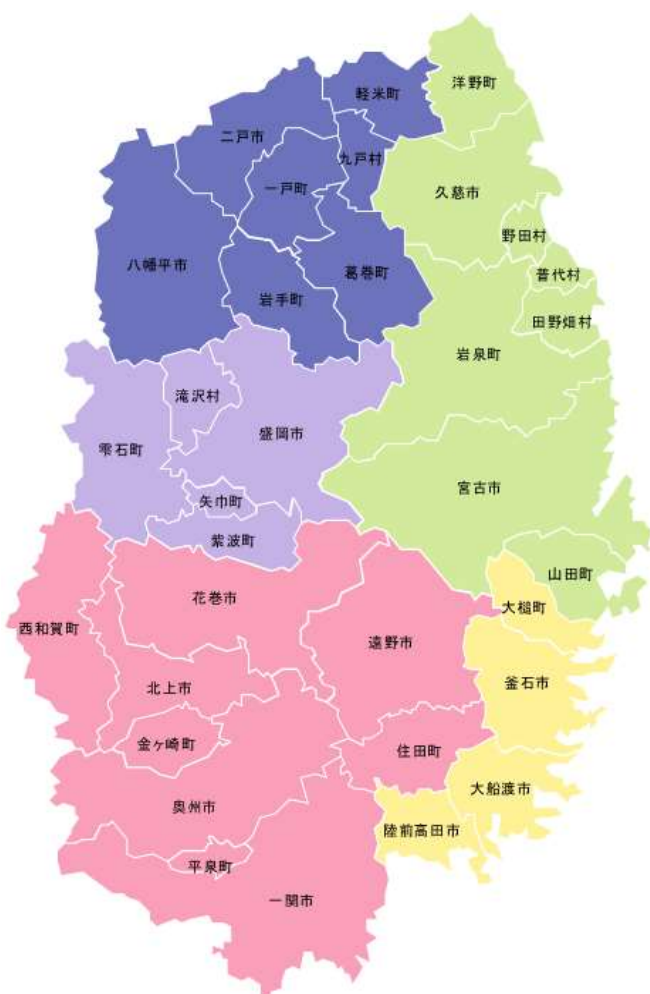 洋野町
軽米町
二戸市
九戸村
一戸町
久慈市
野田村
八幡平市
葛巻町
普代村
岩手町
田野畑村
岩泉町
滝沢村
盛岡市
雫石町
宮古市
矢巾町
紫波町
山田町
花巻市
大槌町
西和賀町
遠野市
釜石市
北上市
金ヶ崎町
住田町
大船渡市
奥州市
陸前高田市
平泉町
一関市